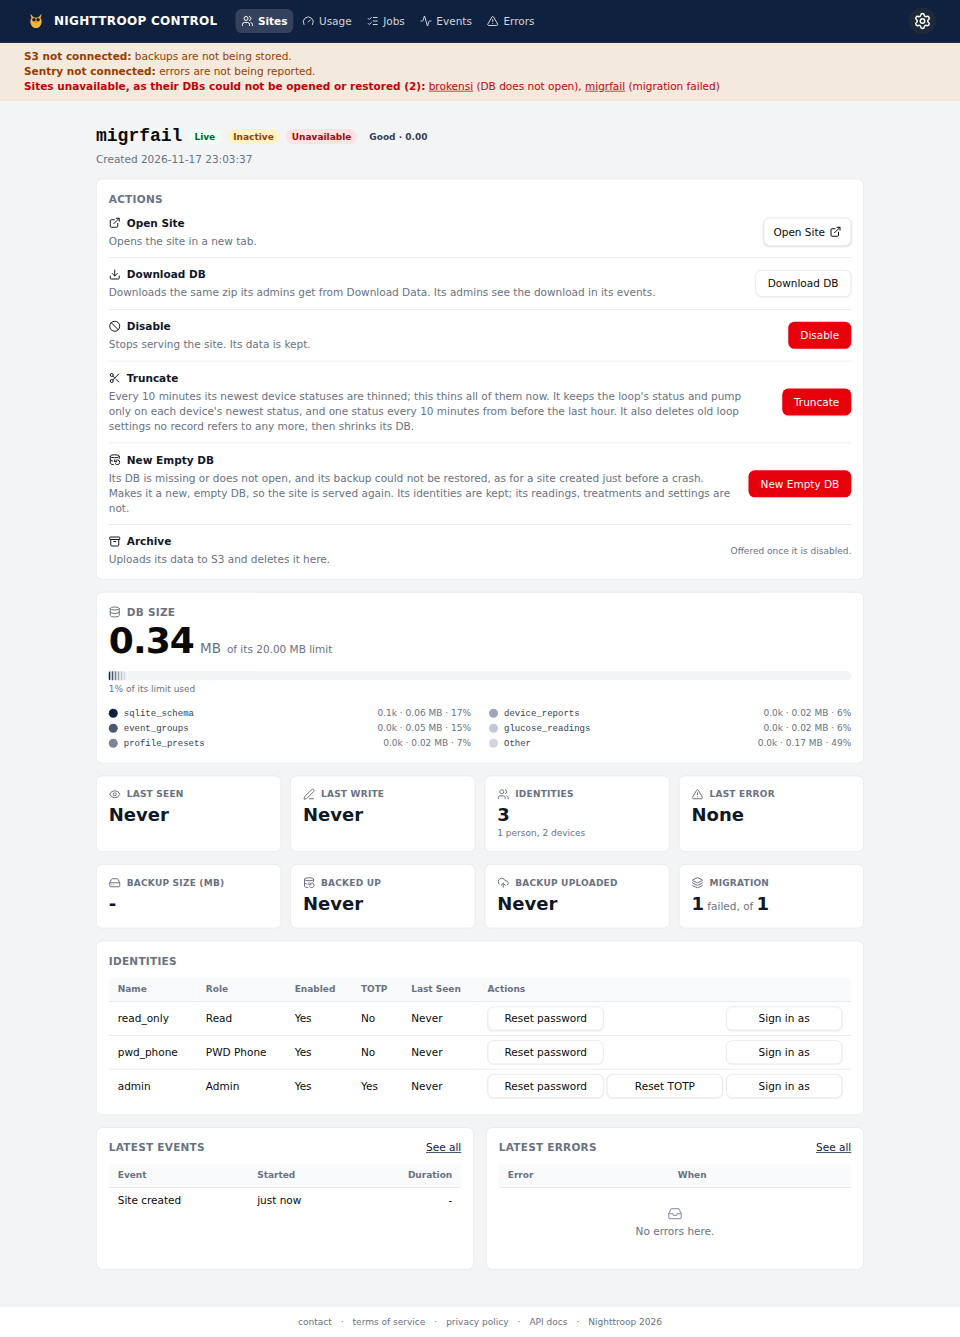 NIGHTTROOP CONTROL Sites Usage Jobs Events Errors
S3 not connected: backups are not being stored.
Sentry not connected: errors are not being reported.
Sites unavailable, as their DBs could not be opened or restored (2): brokensi (DB does not open), migrfail (migration failed)
migrfail Live Inactive Unavailable Good · 0.00
Created 2026-11-17 23:03:37
ACTIONS
Open Site
Opens the site in a new tab.
Open Site
Download DB
Downloads the same zip its admins get from Download Data. Its admins see the download in its events.
Download DB
Disable
Stops serving the site. Its data is kept.
Disable
Truncate
Every 10 minutes its newest device statuses are thinned; this thins all of them now. It keeps the loop's status and pump
only on each device's newest status, and one status every 10 minutes from before the last hour. It also deletes old loop
settings no record refers to any more, then shrinks its DB.
Truncate
New Empty DB
Its DB is missing or does not open, and its backup could not be restored, as for a site created just before a crash.
Makes it a new, empty DB, so the site is served again. Its identities are kept; its readings, treatments and settings are
not.
New Empty DB
Archive
Uploads its data to S3 and deletes it here.
Offered once it is disabled.
DB SIZE
0.34 MB of its 20.00 MB limit
1% of its limit used
sqlite_schema 0.1k · 0.06 MB · 17%
device_reports 0.0k · 0.02 MB · 6%
event_groups 0.0k · 0.05 MB · 15%
glucose_readings 0.0k · 0.02 MB · 6%
profile_presets 0.0k · 0.02 MB · 7%
Other 0.0k · 0.17 MB · 49%
LAST SEEN
Never
LAST WRITE
Never
IDENTITIES
3
1 person, 2 devices
LAST ERROR
None
BACKUP SIZE (MB)
-
BACKED UP
Never
BACKUP UPLOADED
Never
MIGRATION
1 failed, of 1
IDENTITIES
Name Role Enabled TOTP Last Seen Actions
read_only Read Yes No Never Reset password Sign in as
pwd_phone PWD Phone Yes No Never Reset password Sign in as
admin Admin Yes Yes Never Reset password Reset TOTP Sign in as
LATEST EVENTS See all
Event Started Duration
Site created just now -
LATEST ERRORS See all
Error When
No errors here.
contact · terms of service · privacy policy · API docs · Nighttroop 2026